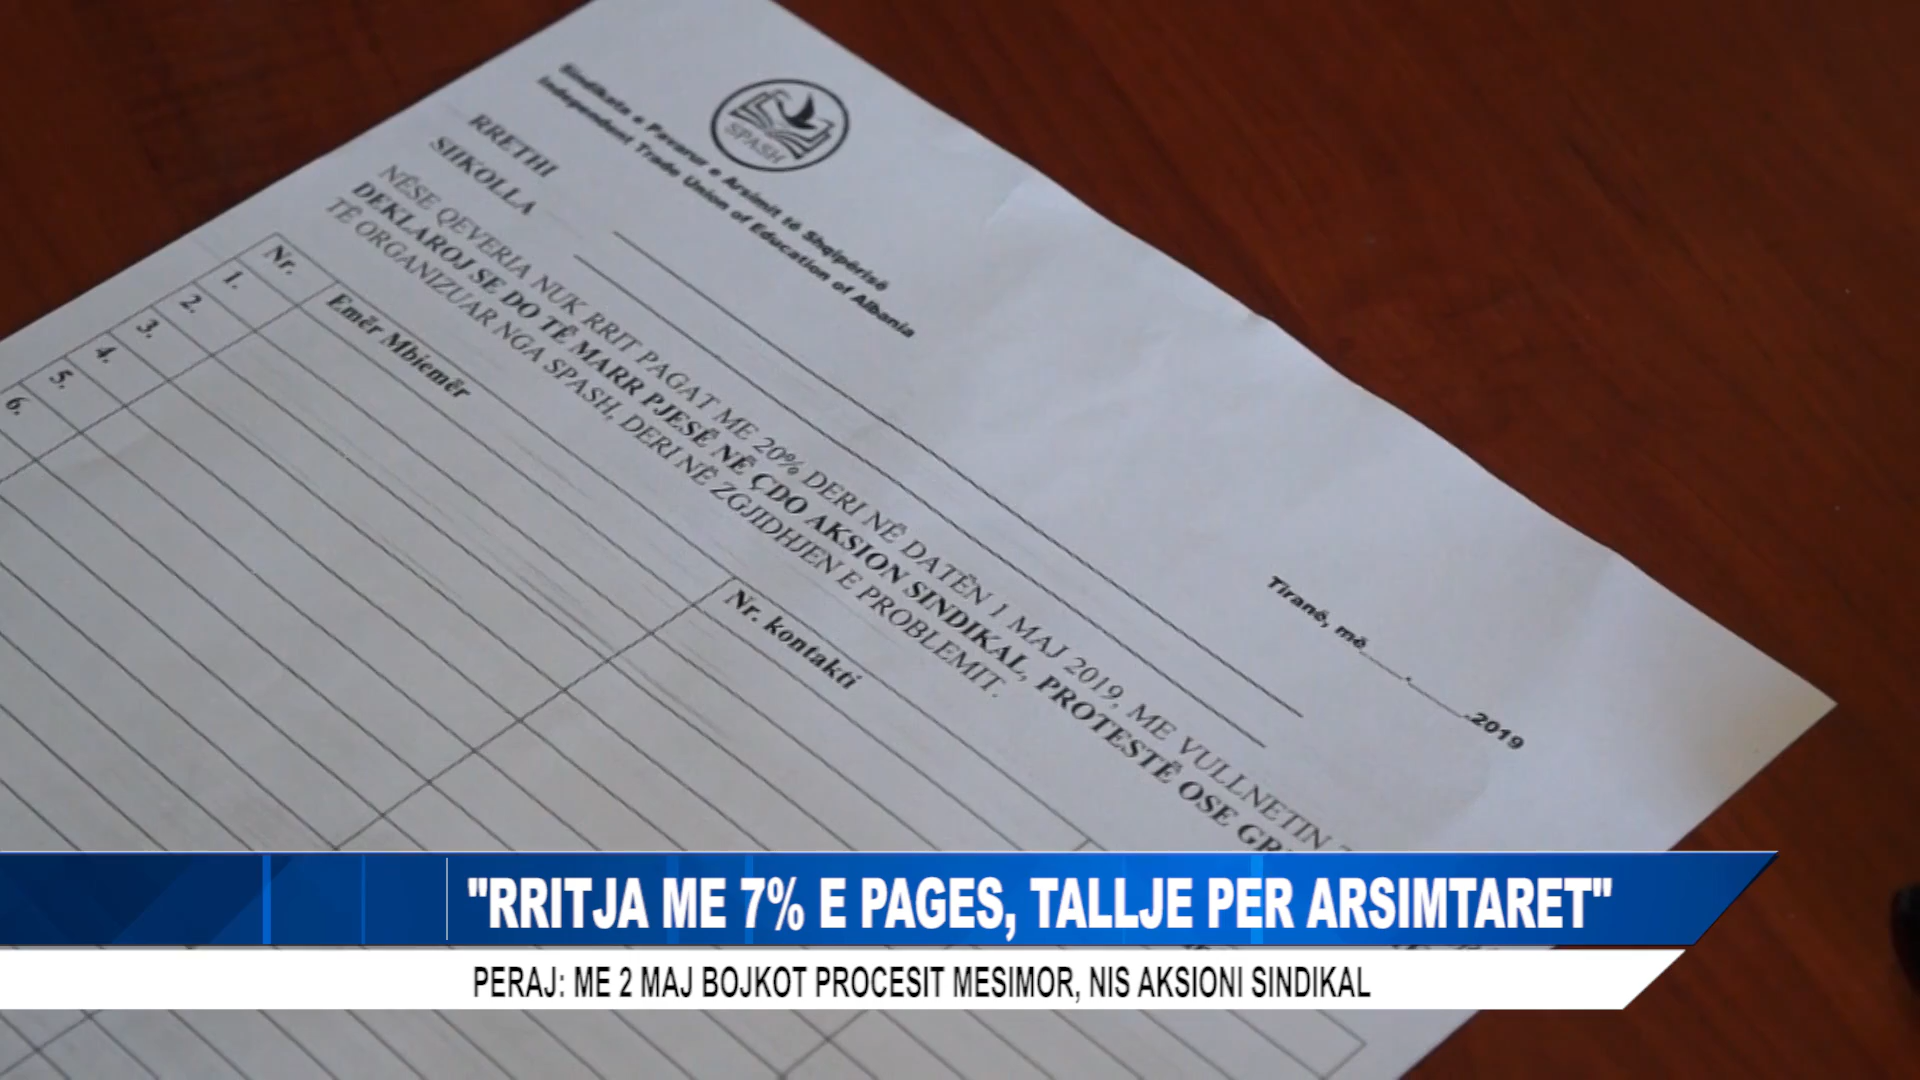 SPASH
Sindikata e Pavarur e Arsimit të Shqipërisë
Independent Trade Union of Education of Albania
Tiranë, më____.____.2019
RRETHI
SHKOLLA
NËSE QEVERIA NUK RRIT PAGAT ME 20% DERI NË DATËN 1 MAJ 2019, ME VULLNETIN
DEKLAROJ SE DO TË MARR PJESË NË ÇDO AKSION SINDIKAL, PROTESTË OSE
TË ORGANIZUAR NGA SPASH, DERI NË ZGJIDHJEN E PROBLEMIT.
Nr. Emër Mbiemër Nr. kontakti
1.
2.
3.
4.
5.
6.
"RRITJA ME 7% E PAGES, TALLJE PER ARSIMTARET"
PERAJ: ME 2 MAJ BOJKOT PROCESIT MESIMOR, NIS AKSIONI SINDIKAL